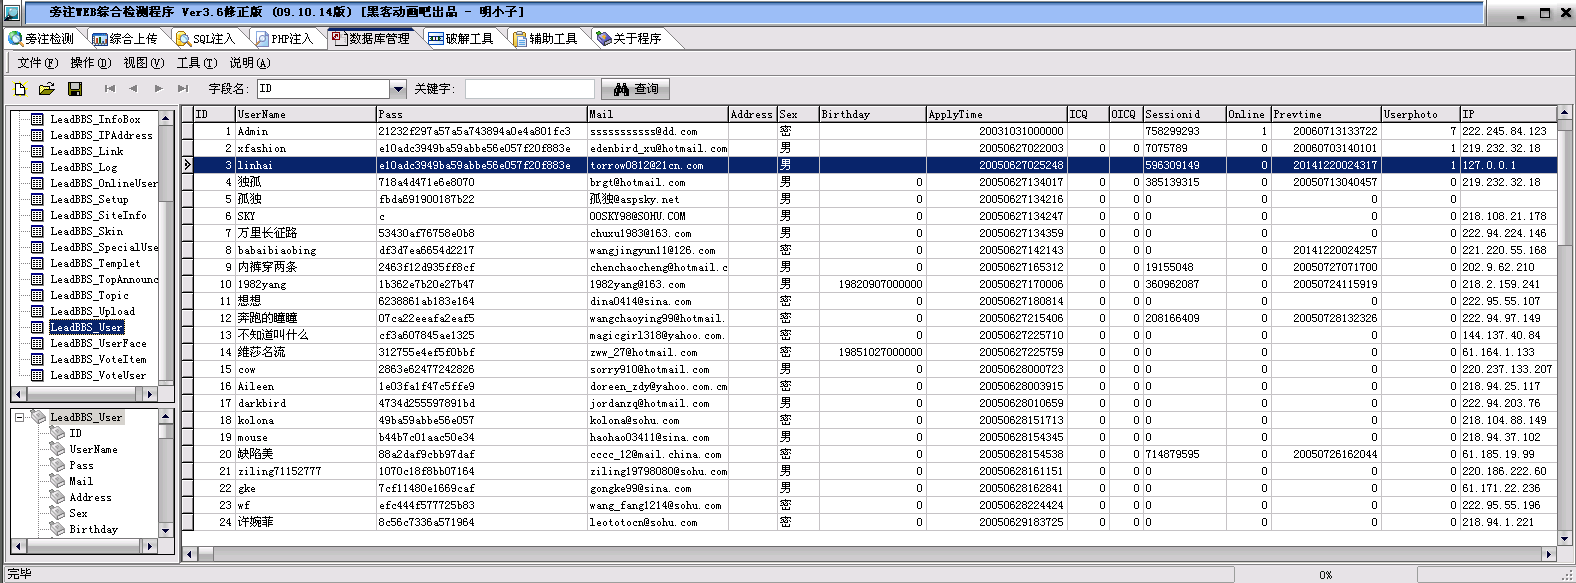 旁注WEB综合检测程序 Ver3.6修正版 (09.10.14版) [黑客动画吧出品 - 明小子]
旁注检测 综合上传 SQL注入 PHP注入 数据库管理 破解工具 辅助工具 关于程序
文件(F) 操作(D) 视图(V) 工具(T) 说明(A)
字段名: ID 关键字: 查询
LeadBBS_InfoBox
LeadBBS_IPAddress
LeadBBS_Link
LeadBBS_Log
LeadBBS_OnlineUser
LeadBBS_Setup
LeadBBS_SiteInfo
LeadBBS_Skin
LeadBBS_SpecialUse
LeadBBS_Templet
LeadBBS_TopAnnounc
LeadBBS_Topic
LeadBBS_Upload
LeadBBS_User
LeadBBS_UserFace
LeadBBS_VoteItem
LeadBBS_VoteUser
LeadBBS_User
ID
UserName
Pass
Mail
Address
Sex
Birthday
ID UserName Pass Mail Address Sex Birthday ApplyTime ICQ OICQ Sessionid Online Prevtime Userphoto IP
1 Admin 21232f297a57a5a743894a0e4a801fc3 sssssssssss@dd.com 密 20031031000000 758299293 1 20060713133722 7 222.245.84.123
2 xfashion e10adc3949ba59abbe56e057f20f883e edenbird_xu@hotmail.com 男 20050627022003 0 0 7075789 0 20060703140101 1 219.232.32.18
3 linhai e10adc3949ba59abbe56e057f20f883e torrow0812@21cn.com 男 20050627025248 596309149 0 20141220024317 1 127.0.0.1
4 独孤 718a4d471e6e8070 brgt@hotmail.com 男 0 20050627134017 0 0 385139315 0 20050713040457 0 219.232.32.18
5 孤独 fbda691900187b22 孤独@aspsky.net 男 0 20050627134216 0 0 0 0 0 0
6 SKY c OOSKY98@SOHU.COM 男 0 20050627134247 0 0 0 0 0 0 218.108.21.178
7 万里长征路 53430af76758e0b8 chuxu1983@163.com 男 0 20050627134359 0 0 0 0 0 0 222.94.224.146
8 babaibiaobing df3d7ea6654d2217 wangjingyun11@126.com 密 0 20050627142143 0 0 0 0 20141220024257 0 221.220.55.168
9 内裤穿两条 2463f12d935ff8cf chenchaocheng@hotmail.c 男 0 20050627165312 0 0 19155048 0 20050727071700 0 202.9.62.210
10 1982yang 1b362e7b20e27b47 1982yang@163.com 男 19820907000000 20050627170006 0 0 360962087 0 20050724115919 0 218.2.159.241
11 想想 6238861ab183e164 dina0414@sina.com 密 0 20050627180814 0 0 0 0 0 0 222.95.55.107
12 奔跑的瞳瞳 07ca22eeafa2eaf5 wangchaoying99@hotmail. 密 0 20050627215406 0 0 208166409 0 20050728132326 0 222.94.97.149
13 不知道叫什么 cf3a607845ae1325 magicgirl318@yahoo.com. 密 0 20050627225710 0 0 0 0 0 0 144.137.40.84
14 维莎名流 312755e4ef5f0bbf zww_27@hotmail.com 密 19851027000000 20050627225759 0 0 0 0 0 0 61.164.1.133
15 cow 2863e62477242826 sorry910@hotmail.com 男 0 20050628000723 0 0 0 0 0 0 220.237.133.207
16 Aileen 1e03fa1f47c5ffe9 doreen_zdy@yahoo.com.cm 密 0 20050628003915 0 0 0 0 0 0 218.94.25.117
17 darkbird 4734d255597891bd jordanzq@hotmail.com 男 0 20050628010659 0 0 0 0 0 0 222.94.203.76
18 kolona 49ba59abbe56e057 kolona@sohu.com 密 0 20050628151713 0 0 0 0 0 0 218.104.88.149
19 mouse b44b7c01aac50e34 haohao03411@sina.com 男 0 20050628154345 0 0 0 0 0 0 218.94.37.102
20 缺陷美 88a2daf9cbb97daf cccc_12@mail.china.com 密 0 20050628154538 0 0 714879595 0 20050726162044 0 61.185.19.99
21 ziling71152777 1070c18f8bb07164 ziling19798080@sohu.com 男 0 20050628161151 0 0 0 0 0 0 220.186.222.60
22 gke 7cf11480e1669caf gongke99@sina.com 男 0 20050628162841 0 0 0 0 0 0 61.171.22.236
23 wf efc444f577725b83 wang_fang1214@sohu.com 密 0 20050628224424 0 0 0 0 0 0 222.95.55.196
24 许婉菲 8c56c7336a571964 leototocn@sohu.com 密 0 20050629183725 0 0 0 0 0 0 218.94.1.221
完毕 0%